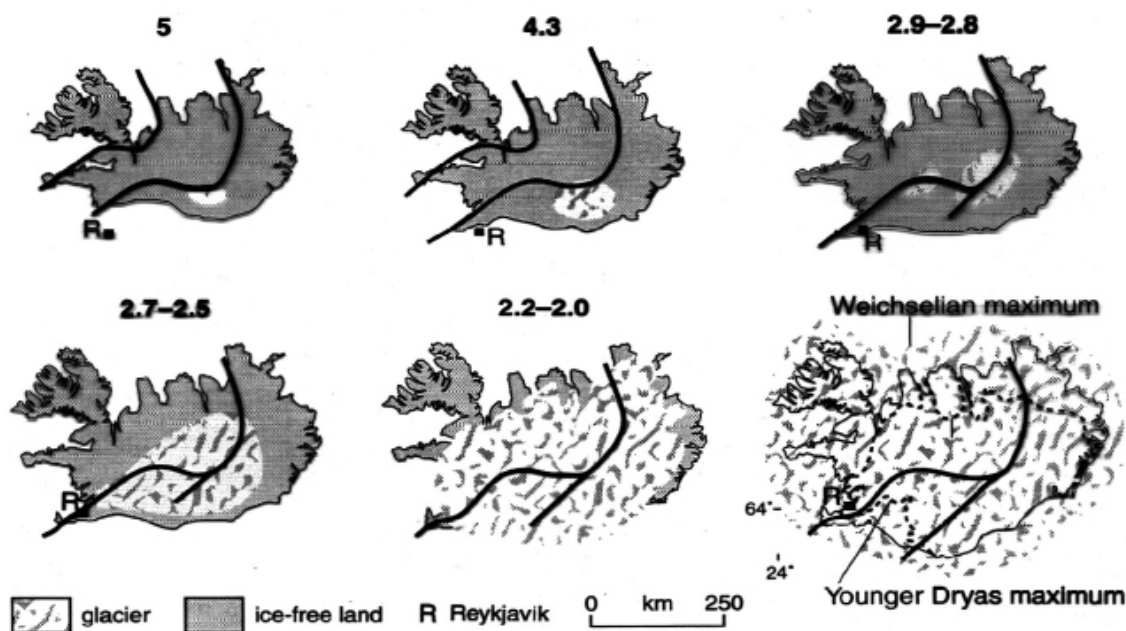 5
4.3
2.9–2.8
R
R
R
2.7–2.5
2.2–2.0
Weichselian maximum
R
R
64°
24°
Younger Dryas maximum
glacier
ice-free land
R Reykjavik
0 km 250